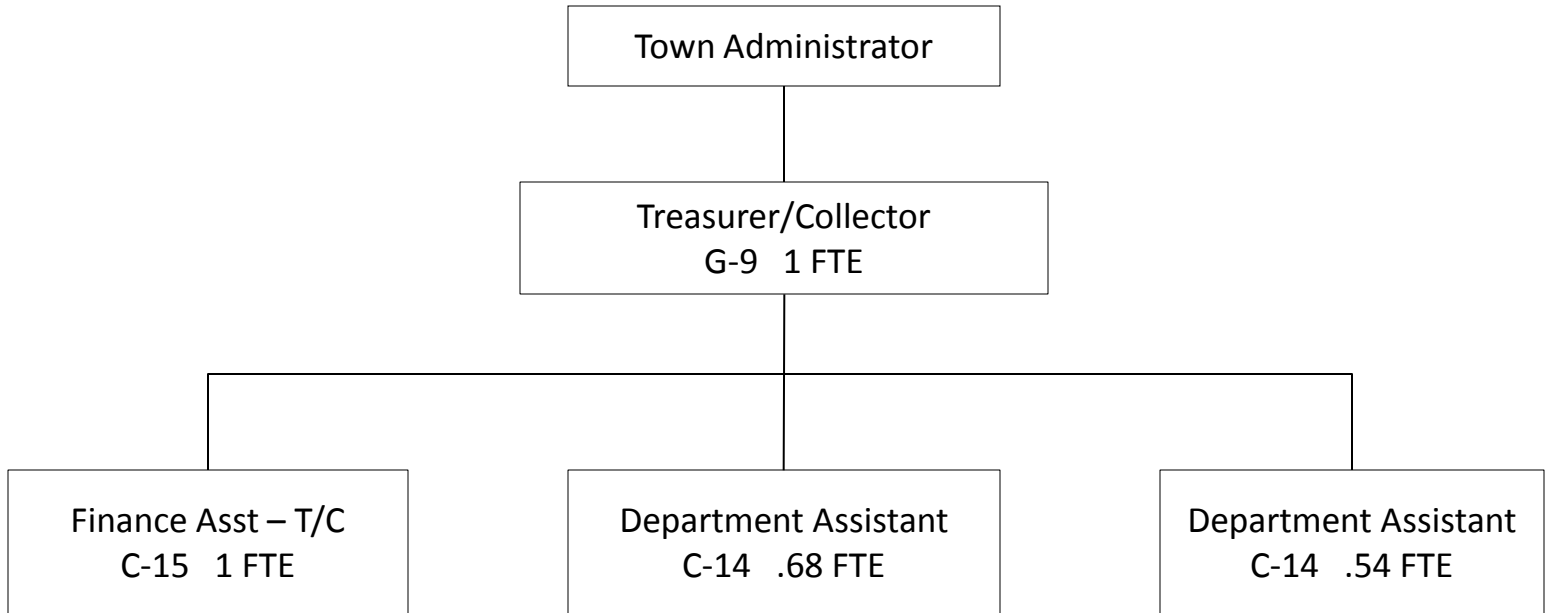 Town Administrator
Treasurer/Collector
G-9   1 FTE
Finance Asst – T/C
C-15   1 FTE
Department Assistant
C-14   .68 FTE
Department Assistant
C-14   .54 FTE